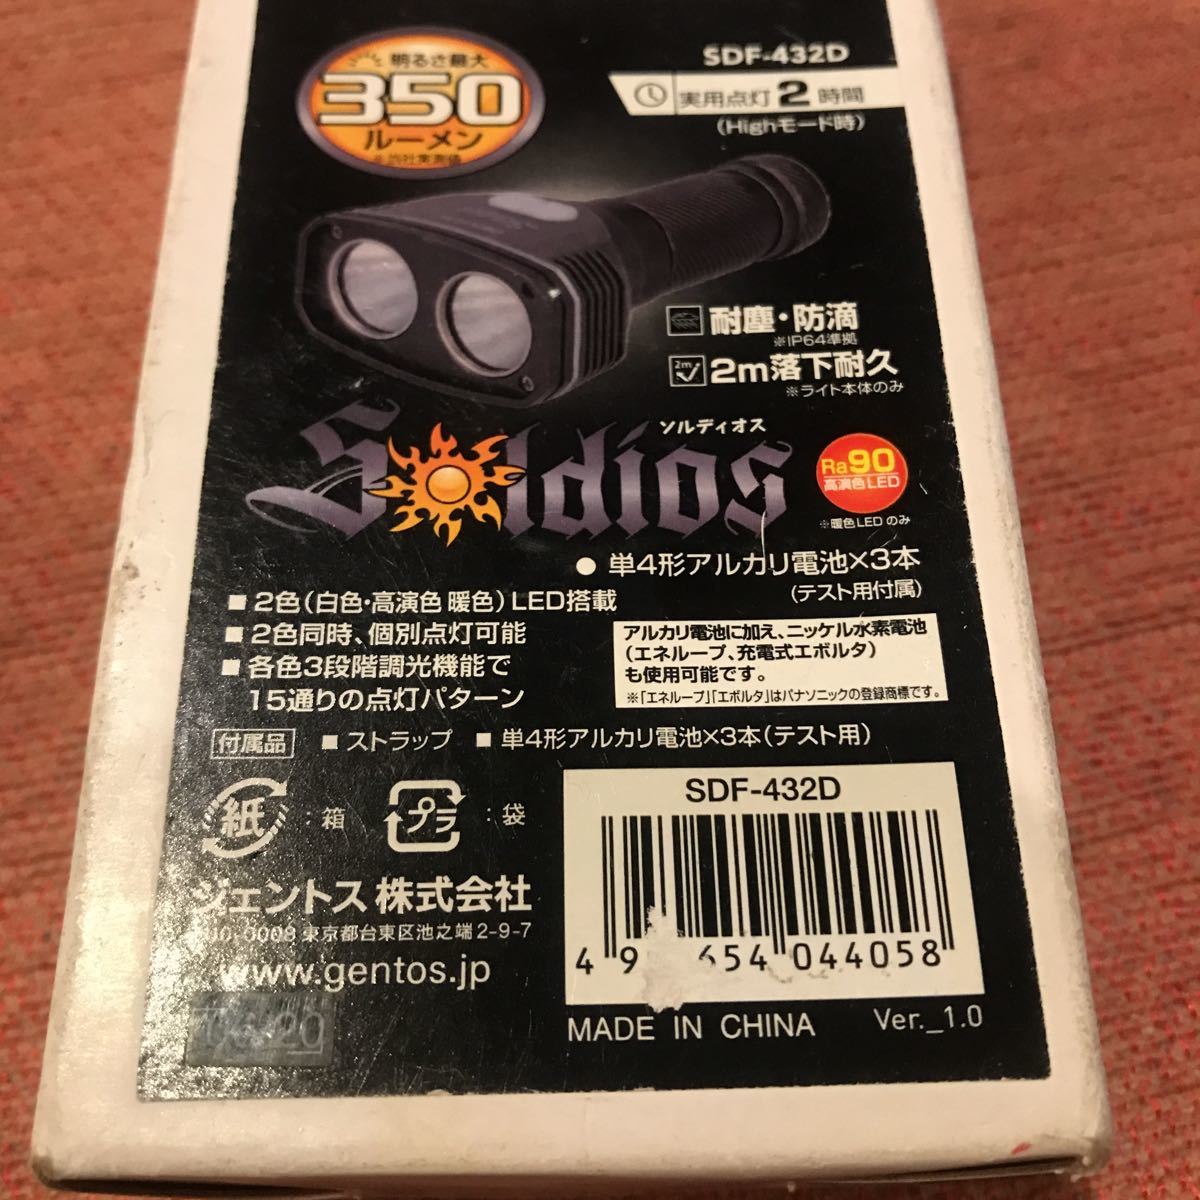 明るさ最大
350
ルーメン
※当社実測値
SDF-432D
実用点灯 2 時間
(Highモード時)
耐塵・防滴
※IP64準拠
2m
2m落下耐久
※ライト本体のみ
ソルディオス
Soldios
Ra90
高演色LED
※暖色LEDのみ
● 単4形アルカリ電池×3本
(テスト用付属)
■ 2色(白色・高演色 暖色)LED搭載
■ 2色同時、個別点灯可能
■ 各色3段階調光機能で
15通りの点灯パターン
アルカリ電池に加え、ニッケル水素電池
(エネループ、充電式エボルタ)
も使用可能です。
※「エネループ」「エボルタ」はパナソニックの登録商標です。
付属品 ■ ストラップ ■ 単4形アルカリ電池×3本(テスト用)
紙 :箱 プラ :袋
ジェントス株式会社
110-0008 東京都台東区池之端2-9-7
www.gentos.jp
SDF-432D
4 9 654 044058
MADE IN CHINA Ver._1.0